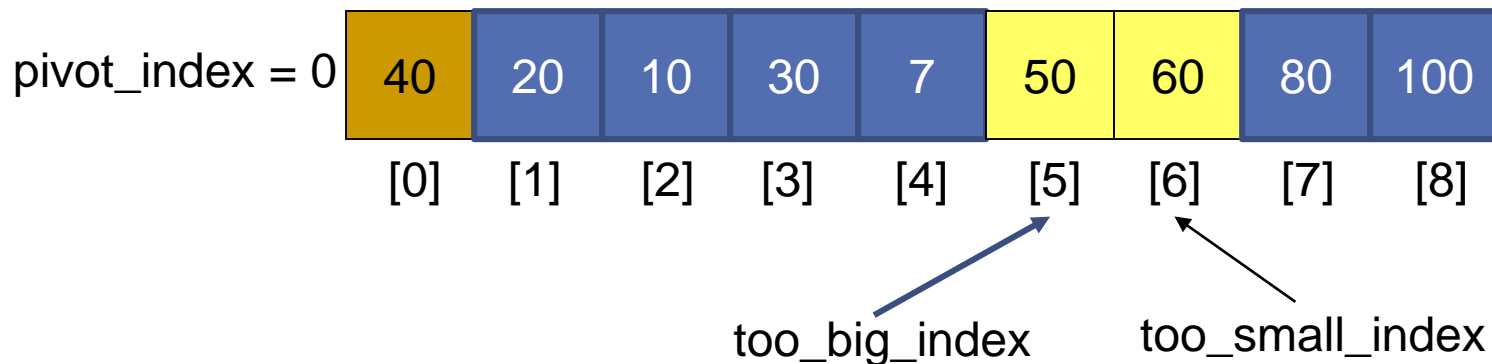 pivot_index = 0 40 20 10 30 7 50 60 80 100
[0] [1] [2] [3] [4] [5] [6] [7] [8]
too_big_index too_small_index